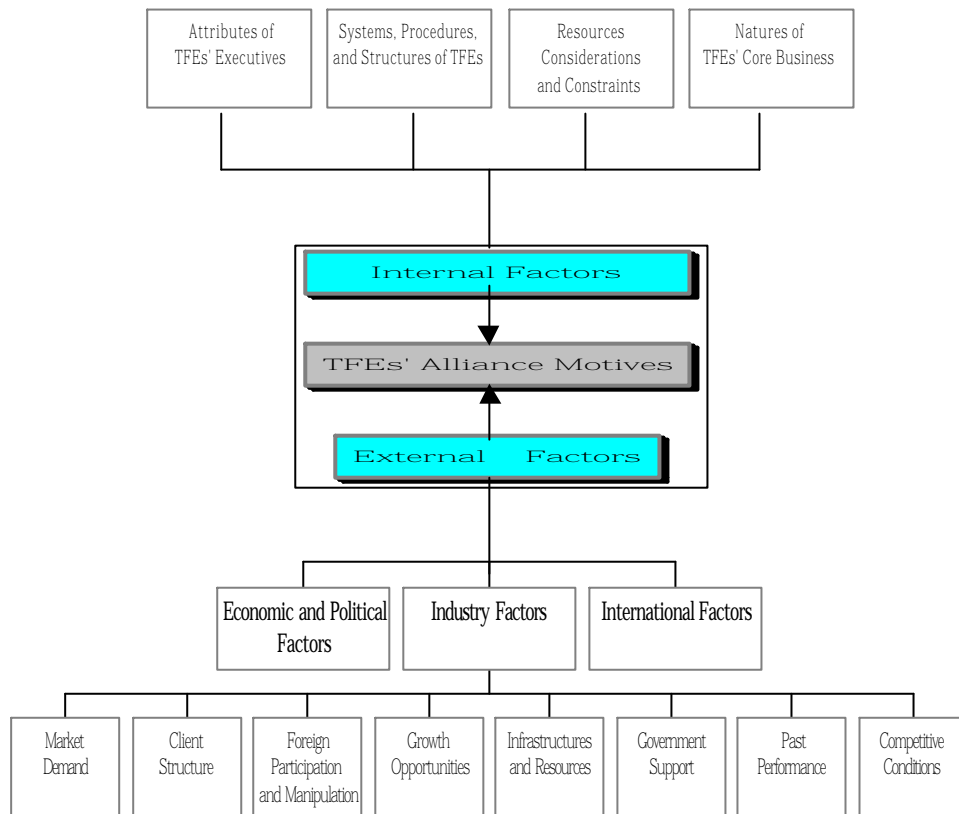 Attributes of
TFEs' Executives
Systems, Procedures,
and Structures of TFEs
Resources
Considerations
and Constraints
Natures of
TFEs' Core Business
Internal Factors
TFEs' Alliance Motives
External Factors
Economic and Political
Factors
Industry Factors
International Factors
Market
Demand
Client
Structure
Foreign
Participation
and Manipulation
Growth
Opportunities
Infrastructures
and Resources
Government
Support
Past
Performance
Competitive
Conditions